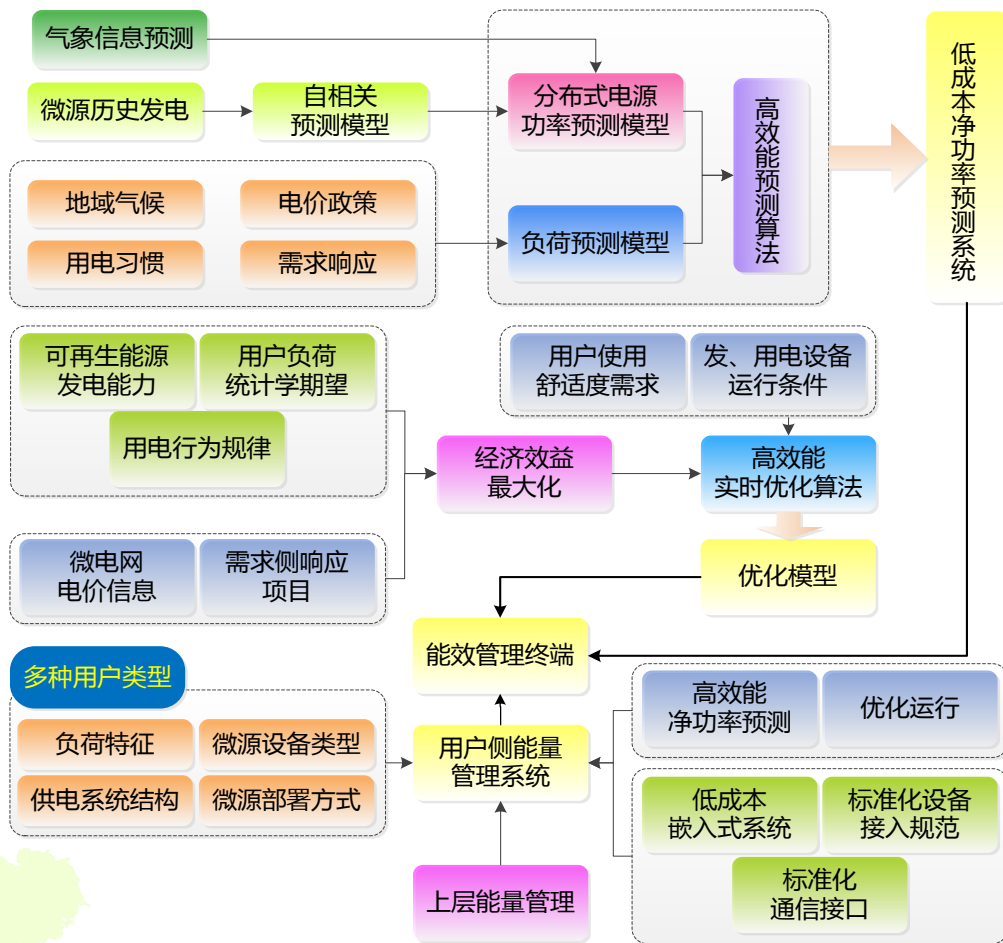 气象信息预测
微源历史发电
自相关
预测模型
分布式电源
功率预测模型
高效能预测算法
低成本净功率预测系统
地域气候
电价政策
用电习惯
需求响应
负荷预测模型
可再生能源
发电能力
用户负荷
统计学期望
用电行为规律
用户使用
舒适度需求
发、用电设备
运行条件
经济效益
最大化
高效能
实时优化算法
微电网
电价信息
需求侧响应
项目
优化模型
能效管理终端
多种用户类型
负荷特征
微源设备类型
供电系统结构
微源部署方式
用户侧能量
管理系统
高效能
净功率预测
优化运行
低成本
嵌入式系统
标准化设备
接入规范
标准化
通信接口
上层能量管理